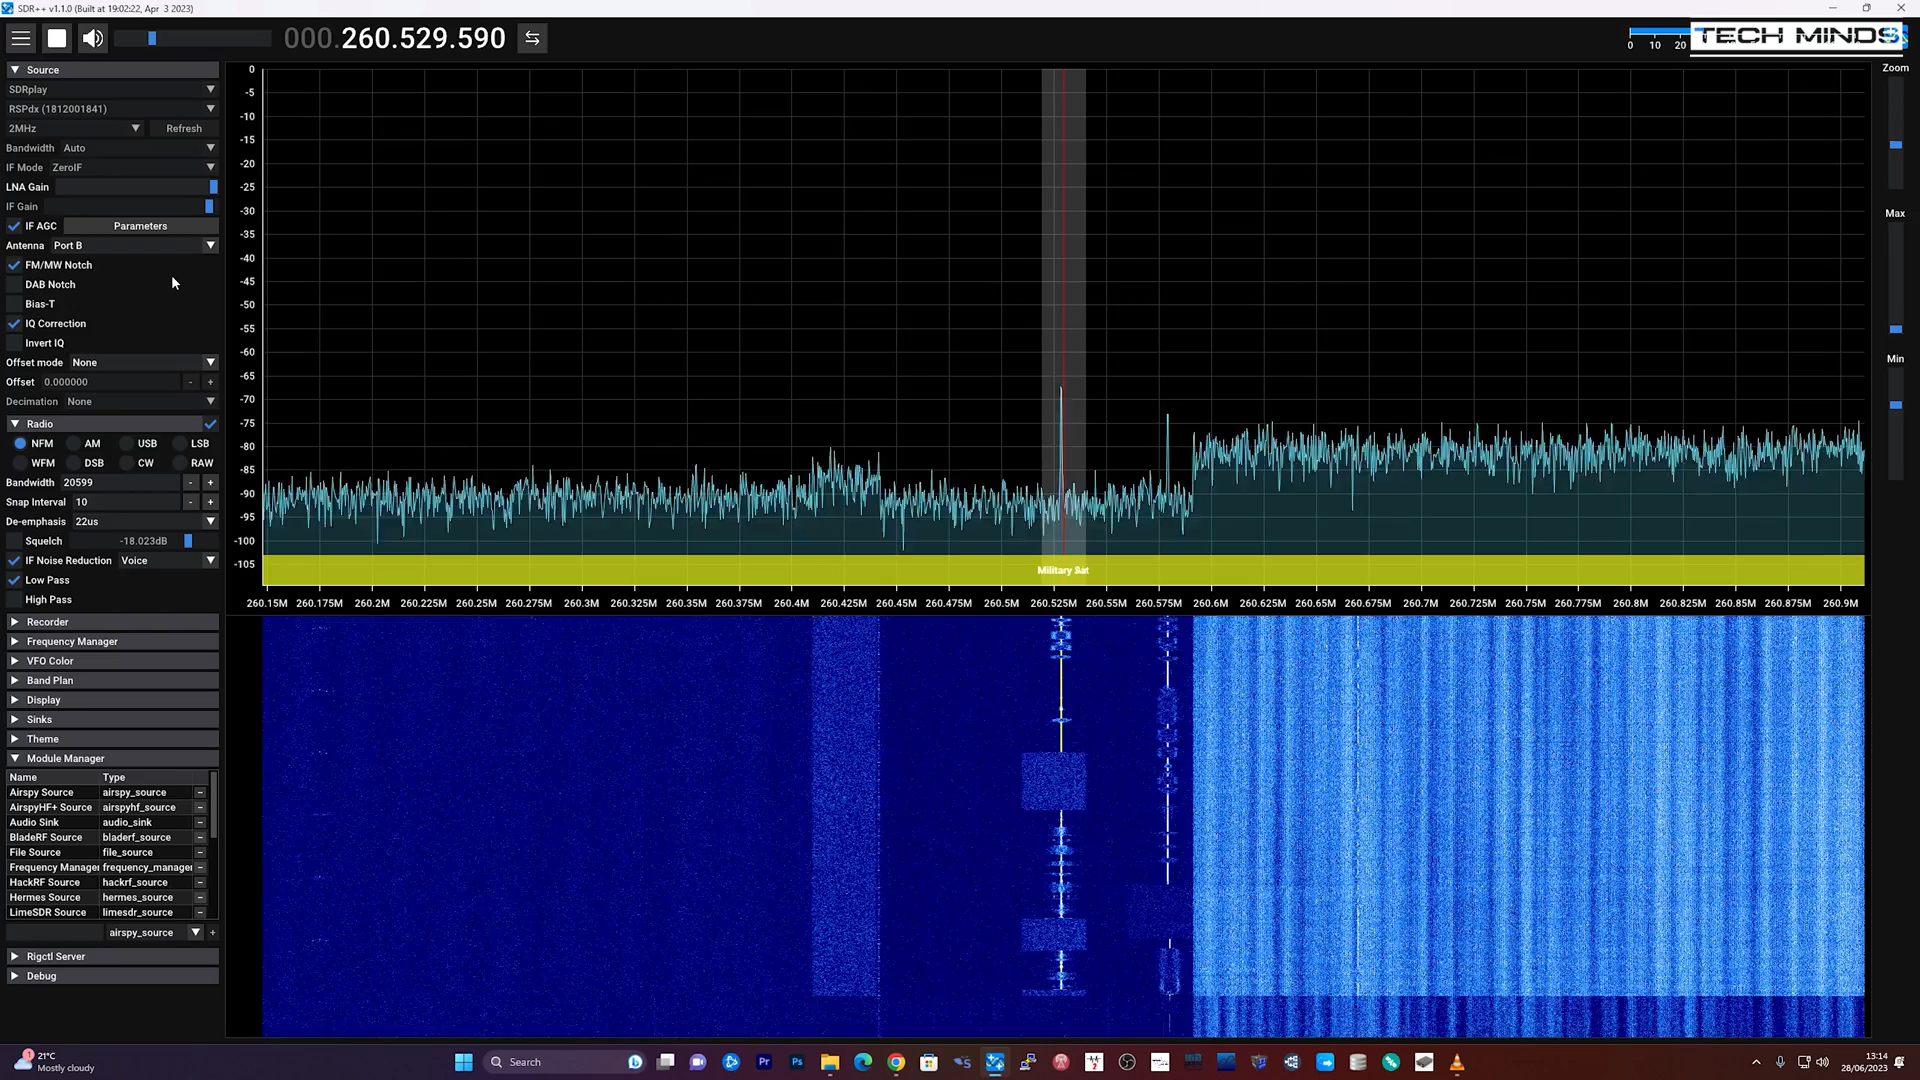 SDR++ v1.1.0 (Built at 19:02:22, Apr 3 2023)
000.260.529.590
0 10 20
TECH MINDS
Zoom
Max
Min
Source
SDRplay
RSPdx (1812001841)
2MHz Refresh
Bandwidth Auto
IF Mode ZeroIF
LNA Gain
IF Gain
IF AGC Parameters
Antenna Port B
FM/MW Notch
DAB Notch
Bias-T
IQ Correction
Invert IQ
Offset mode None
Offset 0.000000 - +
Decimation None
Radio
NFM AM USB LSB
WFM DSB CW RAW
Bandwidth 20599 - +
Snap Interval 10 - +
De-emphasis 22us
Squelch -18.023dB
IF Noise Reduction Voice
Low Pass
High Pass
Recorder
Frequency Manager
VFO Color
Band Plan
Display
Sinks
Theme
Module Manager
Name Type
Airspy Source airspy_source -
AirspyHF+ Source airspyhf_source -
Audio Sink audio_sink -
BladeRF Source bladerf_source -
File Source file_source -
Frequency Manager frequency_manager -
HackRF Source hackrf_source -
Hermes Source hermes_source -
LimeSDR Source limesdr_source -
airspy_source +
Rigctl Server
Debug
0
-5
-10
-15
-20
-25
-30
-35
-40
-45
-50
-55
-60
-65
-70
-75
-80
-85
-90
-95
-100
-105
Military Sat
260.15M 260.175M 260.2M 260.225M 260.25M 260.275M 260.3M 260.325M 260.35M 260.375M 260.4M 260.425M 260.45M 260.475M 260.5M 260.525M 260.55M 260.575M 260.6M 260.625M 260.65M 260.675M 260.7M 260.725M 260.75M 260.775M 260.8M 260.825M 260.85M 260.875M 260.9M
1
21°C
Mostly cloudy
Search
Pr
Ps
13:14
28/06/2023